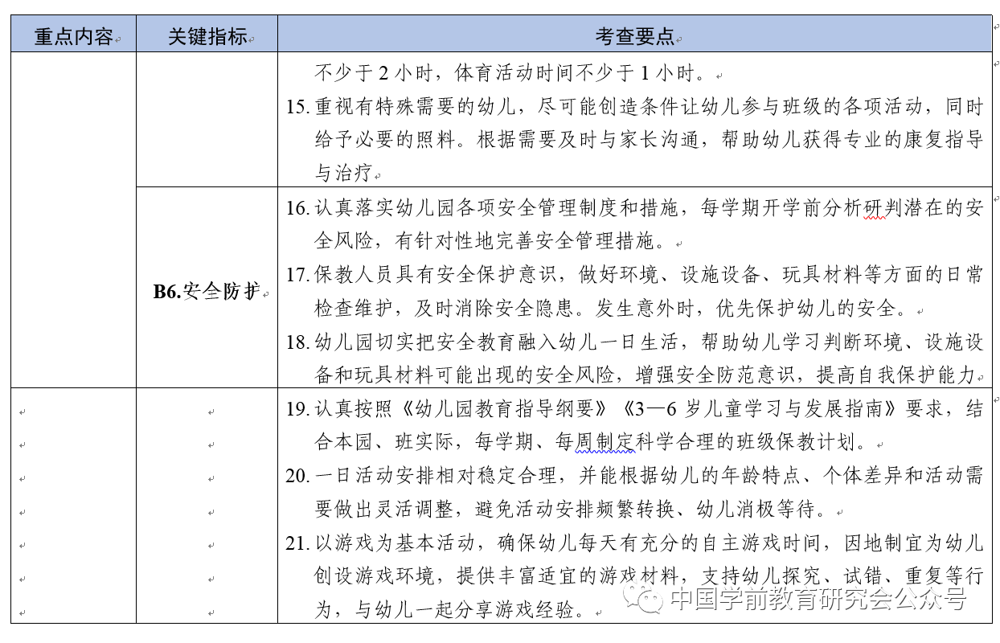 重点内容 关键指标 考查要点
不少于 2 小时，体育活动时间不少于 1 小时。
15. 重视有特殊需要的幼儿，尽可能创造条件让幼儿参与班级的各项活动，同时
给予必要的照料。根据需要及时与家长沟通，帮助幼儿获得专业的康复指导
与治疗
B6.安全防护
16. 认真落实幼儿园各项安全管理制度和措施，每学期开学前分析研判潜在的安
全风险，有针对性地完善安全管理措施。
17. 保教人员具有安全保护意识，做好环境、设施设备、玩具材料等方面的日常
检查维护，及时消除安全隐患。发生意外时，优先保护幼儿的安全。
18. 幼儿园切实把安全教育融入幼儿一日生活，帮助幼儿学习判断环境、设施设
备和玩具材料可能出现的安全风险，增强安全防范意识，提高自我保护能力
19. 认真按照《幼儿园教育指导纲要》《3—6 岁儿童学习与发展指南》要求，结
合本园、班实际，每学期、每周制定科学合理的班级保教计划。
20. 一日活动安排相对稳定合理，并能根据幼儿的年龄特点、个体差异和活动需
要做出灵活调整，避免活动安排频繁转换、幼儿消极等待。
21. 以游戏为基本活动，确保幼儿每天有充分的自主游戏时间，因地制宜为幼儿
创设游戏环境，提供丰富适宜的游戏材料，支持幼儿探究、试错、重复等行
为，与幼儿一起分享游戏经验。
中国学前教育研究会公众号